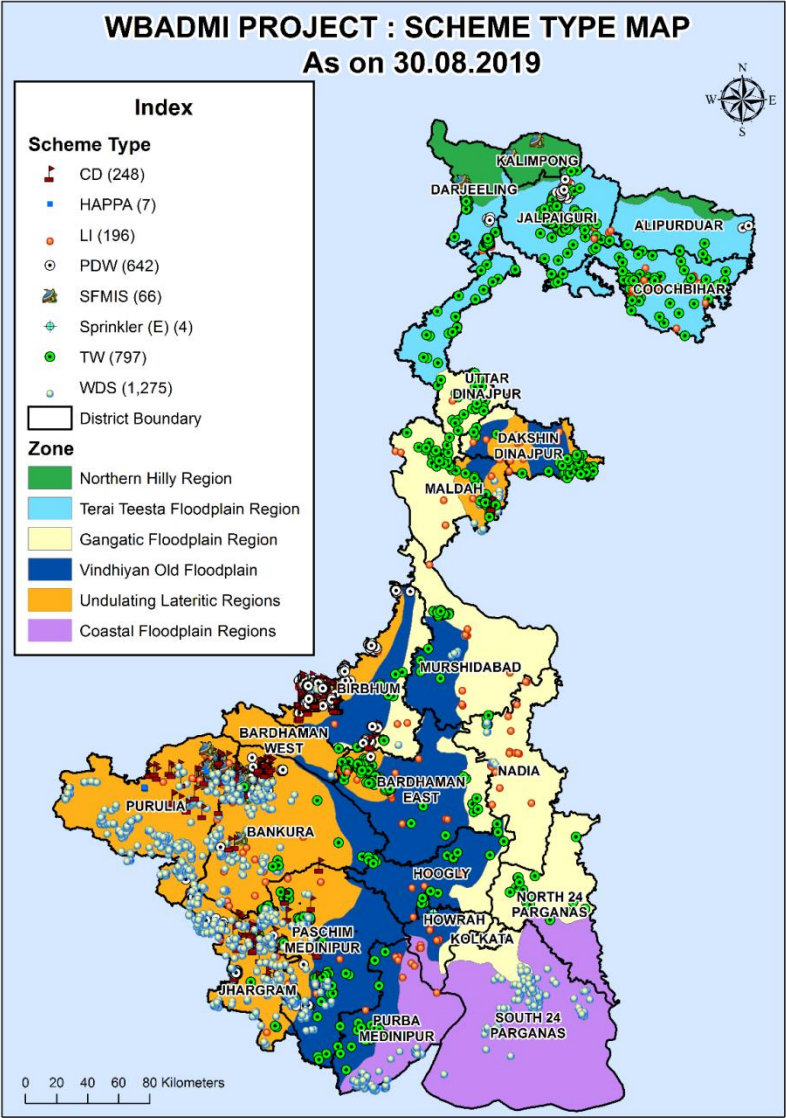 WBADMI PROJECT : SCHEME TYPE MAP
As on 30.08.2019
N
W
E
S
Index
Scheme Type
CD (248)
HAPPA (7)
LI (196)
PDW (642)
SFMIS (66)
Sprinkler (E) (4)
TW (797)
WDS (1,275)
District Boundary
Zone
Northern Hilly Region
Terai Teesta Floodplain Region
Gangatic Floodplain Region
Vindhiyan Old Floodplain
Undulating Lateritic Regions
Coastal Floodplain Regions
KALIMPONG
DARJEELING
JALPAIGURI
ALIPURDUAR
COOCHBIHAR
UTTAR
DINAJPUR
DAKSHIN
DINAJPUR
MALDAH
MURSHIDABAD
BIRBHUM
BARDHAMAN
WEST
BARDHAMAN
EAST
NADIA
PURULIA
BANKURA
HOOGLY
NORTH 24
PARGANAS
HOWRAH
KOLKATA
PASCHIM
MEDINIPUR
JHARGRAM
PURBA
MEDINIPUR
SOUTH 24
PARGANAS
0 20 40 80 Kilometers